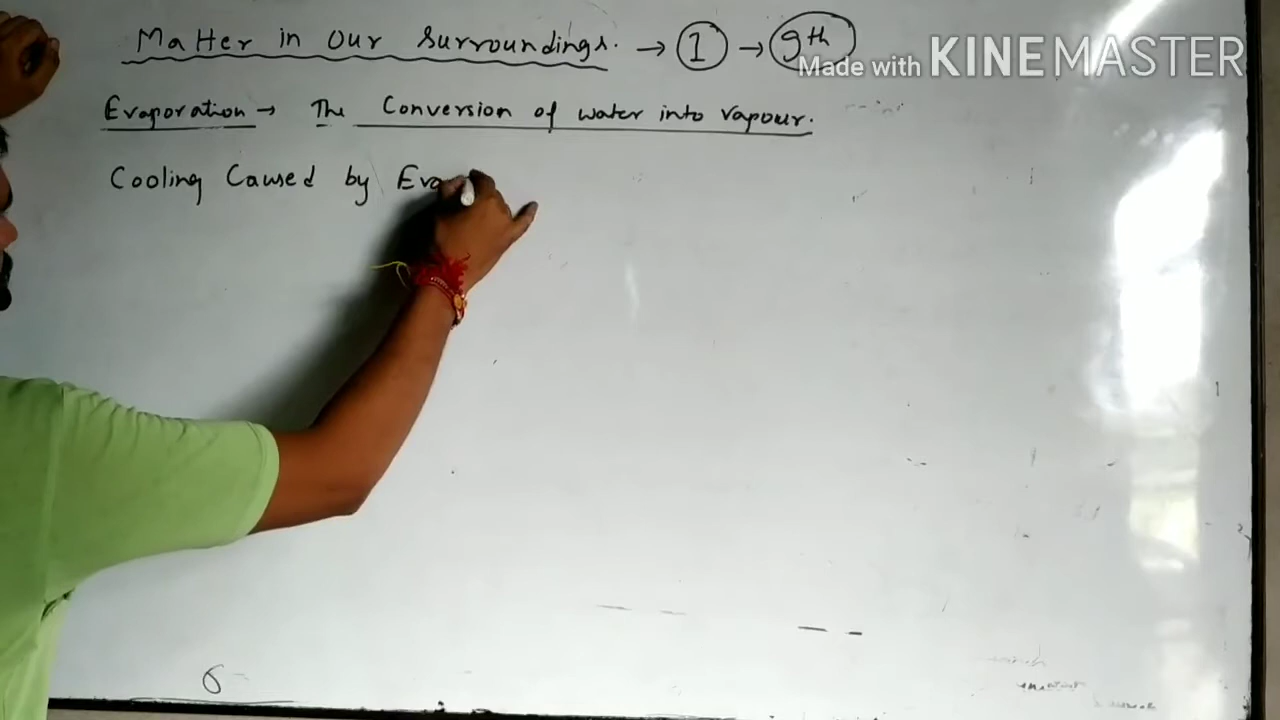 Matter in Our Surroundings. → 1 → 9th
Made with KINEMASTER
Evaporation → The Conversion of water into vapour.
Cooling Caused by Eva
6